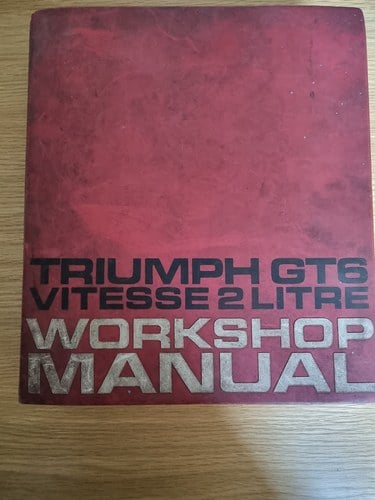 TRIUMPH GT6
VITESSE 2 LITRE
WORKSHOP
MANUAL